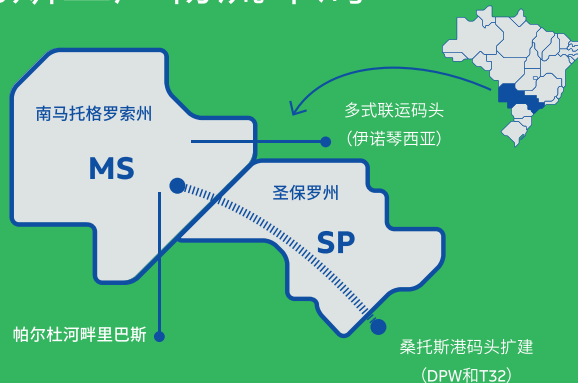 南马托格罗索州
MS
多式联运码头
（伊诺琴西亚）
圣保罗州
SP
帕尔杜河畔里巴斯
桑托斯港码头扩建
（DPW和T32）